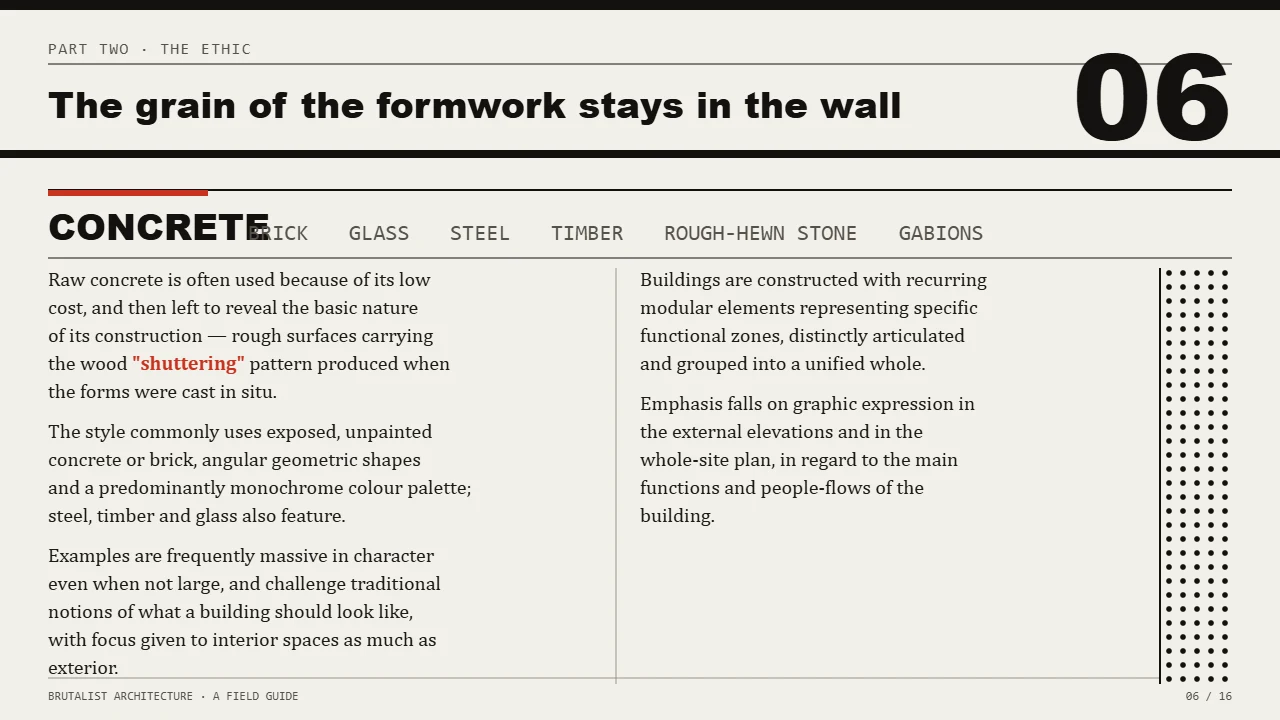 PART TWO · THE ETHIC
06
The grain of the formwork stays in the wall
CONCRETE BRICK GLASS STEEL TIMBER ROUGH-HEWN STONE GABIONS
Raw concrete is often used because of its low
cost, and then left to reveal the basic nature
of its construction — rough surfaces carrying
the wood "shuttering" pattern produced when
the forms were cast in situ.
The style commonly uses exposed, unpainted
concrete or brick, angular geometric shapes
and a predominantly monochrome colour palette;
steel, timber and glass also feature.
Examples are frequently massive in character
even when not large, and challenge traditional
notions of what a building should look like,
with focus given to interior spaces as much as
exterior.
Buildings are constructed with recurring
modular elements representing specific
functional zones, distinctly articulated
and grouped into a unified whole.
Emphasis falls on graphic expression in
the external elevations and in the
whole-site plan, in regard to the main
functions and people-flows of the
building.
BRUTALIST ARCHITECTURE · A FIELD GUIDE
06 / 16